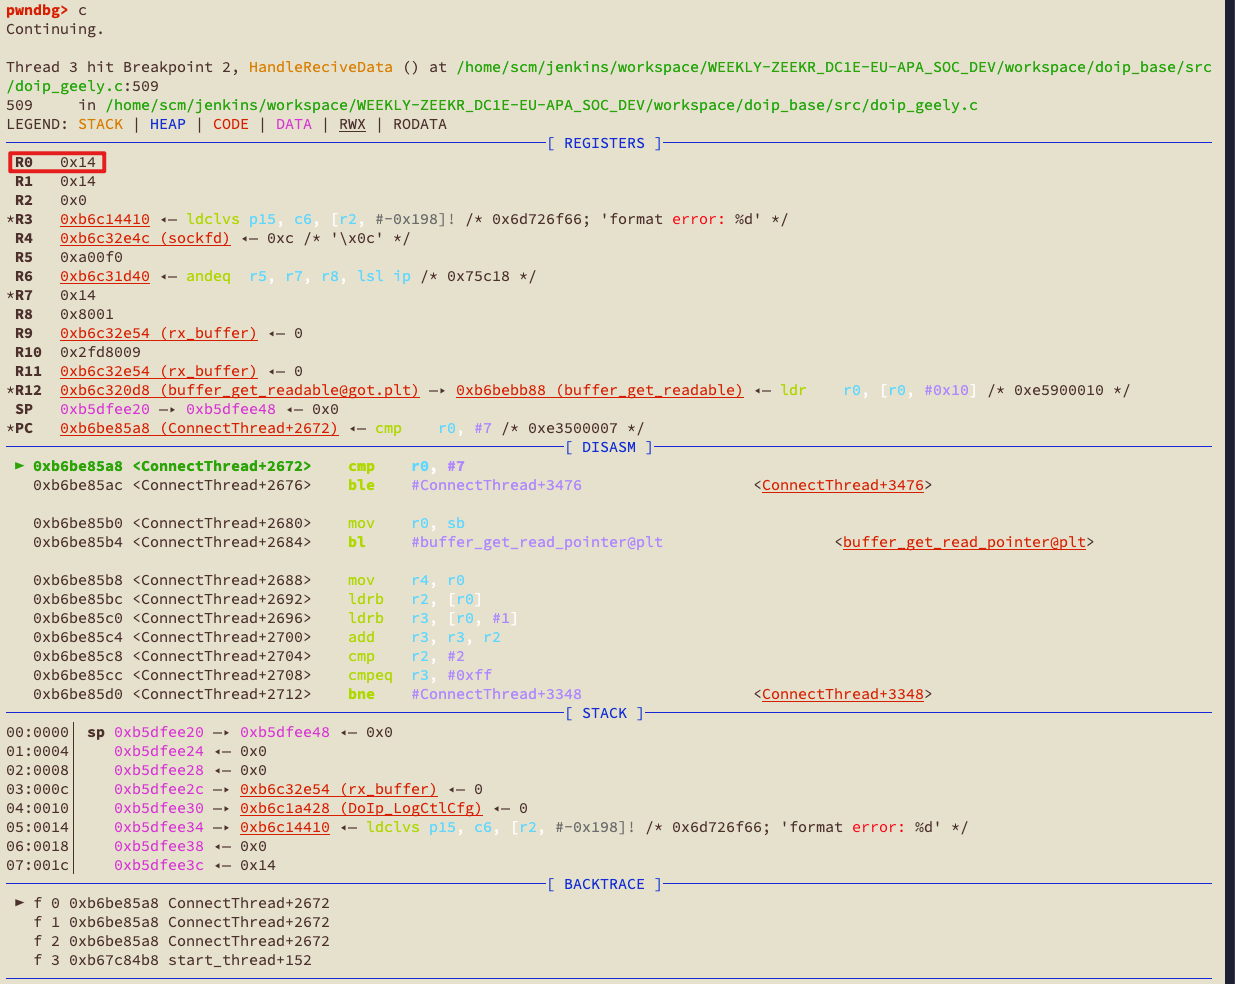 pwndbg> c
Continuing.
Thread 3 hit Breakpoint 2, HandleReciveData () at /home/scm/jenkins/workspace/WEEKLY-ZEEKR_DC1E-EU-APA_SOC_DEV/workspace/doip_base/src
/doip_geely.c:509
509     in /home/scm/jenkins/workspace/WEEKLY-ZEEKR_DC1E-EU-APA_SOC_DEV/workspace/doip_base/src/doip_geely.c
LEGEND: STACK | HEAP | CODE | DATA | RWX | RODATA
[ REGISTERS ]
R0   0x14
R1   0x14
R2   0x0
*R3   0xb6c14410 ◂— ldclvs p15, c6, [r2, #-0x198]! /* 0x6d726f66; 'format error: %d' */
R4   0xb6c32e4c (sockfd) ◂— 0xc /* '\x0c' */
R5   0xa00f0
R6   0xb6c31d40 ◂— andeq  r5, r7, r8, lsl ip /* 0x75c18 */
*R7   0x14
R8   0x8001
R9   0xb6c32e54 (rx_buffer) ◂— 0
R10  0x2fd8009
R11  0xb6c32e54 (rx_buffer) ◂— 0
*R12  0xb6c320d8 (buffer_get_readable@got.plt) —▸ 0xb6bebb88 (buffer_get_readable) ◂— ldr    r0, [r0, #0x10] /* 0xe5900010 */
SP   0xb5dfee20 —▸ 0xb5dfee48 ◂— 0x0
*PC   0xb6be85a8 (ConnectThread+2672) ◂— cmp    r0, #7 /* 0xe3500007 */
[ DISASM ]
► 0xb6be85a8 <ConnectThread+2672>    cmp    r0, #7
0xb6be85ac <ConnectThread+2676>    ble    #ConnectThread+3476                   <ConnectThread+3476>
0xb6be85b0 <ConnectThread+2680>    mov    r0, sb
0xb6be85b4 <ConnectThread+2684>    bl     #buffer_get_read_pointer@plt                   <buffer_get_read_pointer@plt>
0xb6be85b8 <ConnectThread+2688>    mov    r4, r0
0xb6be85bc <ConnectThread+2692>    ldrb   r2, [r0]
0xb6be85c0 <ConnectThread+2696>    ldrb   r3, [r0, #1]
0xb6be85c4 <ConnectThread+2700>    add    r3, r3, r2
0xb6be85c8 <ConnectThread+2704>    cmp    r2, #2
0xb6be85cc <ConnectThread+2708>    cmpeq  r3, #0xff
0xb6be85d0 <ConnectThread+2712>    bne    #ConnectThread+3348                   <ConnectThread+3348>
[ STACK ]
00:0000│  sp 0xb5dfee20 —▸ 0xb5dfee48 ◂— 0x0
01:0004│     0xb5dfee24 ◂— 0x0
02:0008│     0xb5dfee28 ◂— 0x0
03:000c│     0xb5dfee2c —▸ 0xb6c32e54 (rx_buffer) ◂— 0
04:0010│     0xb5dfee30 —▸ 0xb6c1a428 (DoIp_LogCtlCfg) ◂— 0
05:0014│     0xb5dfee34 —▸ 0xb6c14410 ◂— ldclvs p15, c6, [r2, #-0x198]! /* 0x6d726f66; 'format error: %d' */
06:0018│     0xb5dfee38 ◂— 0x0
07:001c│     0xb5dfee3c ◂— 0x14
[ BACKTRACE ]
► f 0 0xb6be85a8 ConnectThread+2672
f 1 0xb6be85a8 ConnectThread+2672
f 2 0xb6be85a8 ConnectThread+2672
f 3 0xb67c84b8 start_thread+152